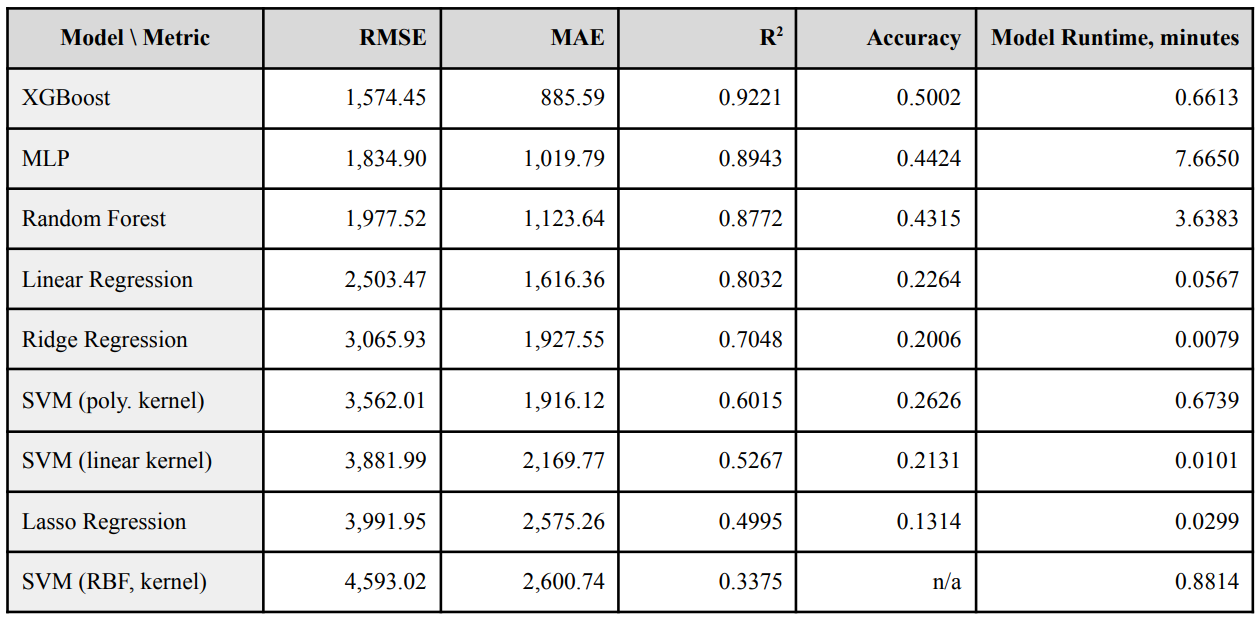 Model \ Metric RMSE MAE R² Accuracy Model Runtime, minutes
XGBoost 1,574.45 885.59 0.9221 0.5002 0.6613
MLP 1,834.90 1,019.79 0.8943 0.4424 7.6650
Random Forest 1,977.52 1,123.64 0.8772 0.4315 3.6383
Linear Regression 2,503.47 1,616.36 0.8032 0.2264 0.0567
Ridge Regression 3,065.93 1,927.55 0.7048 0.2006 0.0079
SVM (poly. kernel) 3,562.01 1,916.12 0.6015 0.2626 0.6739
SVM (linear kernel) 3,881.99 2,169.77 0.5267 0.2131 0.0101
Lasso Regression 3,991.95 2,575.26 0.4995 0.1314 0.0299
SVM (RBF, kernel) 4,593.02 2,600.74 0.3375 n/a 0.8814